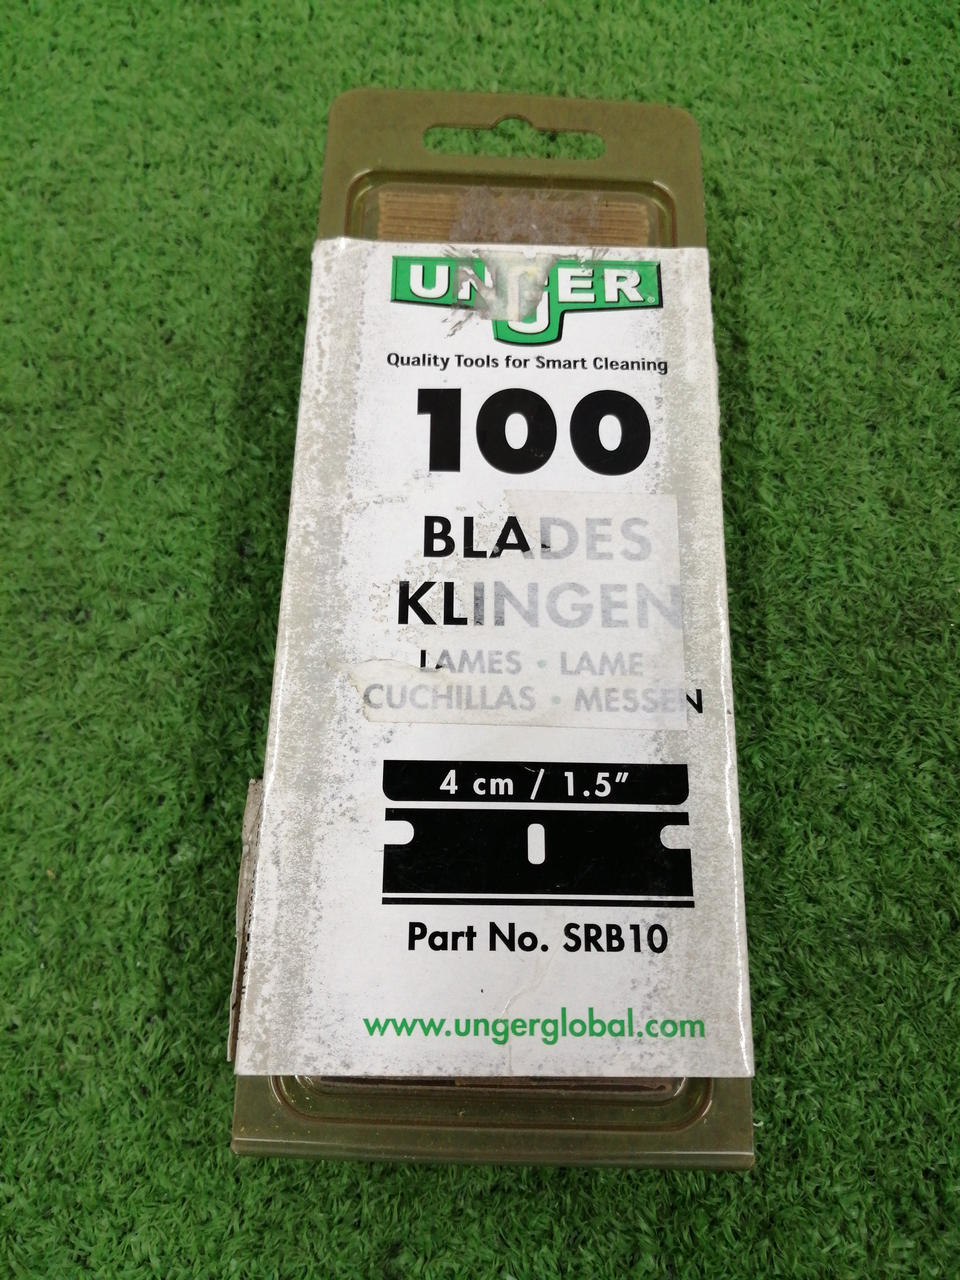 UNGER
Quality Tools for Smart Cleaning
100
BLADES
KLINGEN
LAMES • LAME
CUCHILLAS • MESSEN
4 cm / 1.5”
Part No. SRB10
www.ungerglobal.com